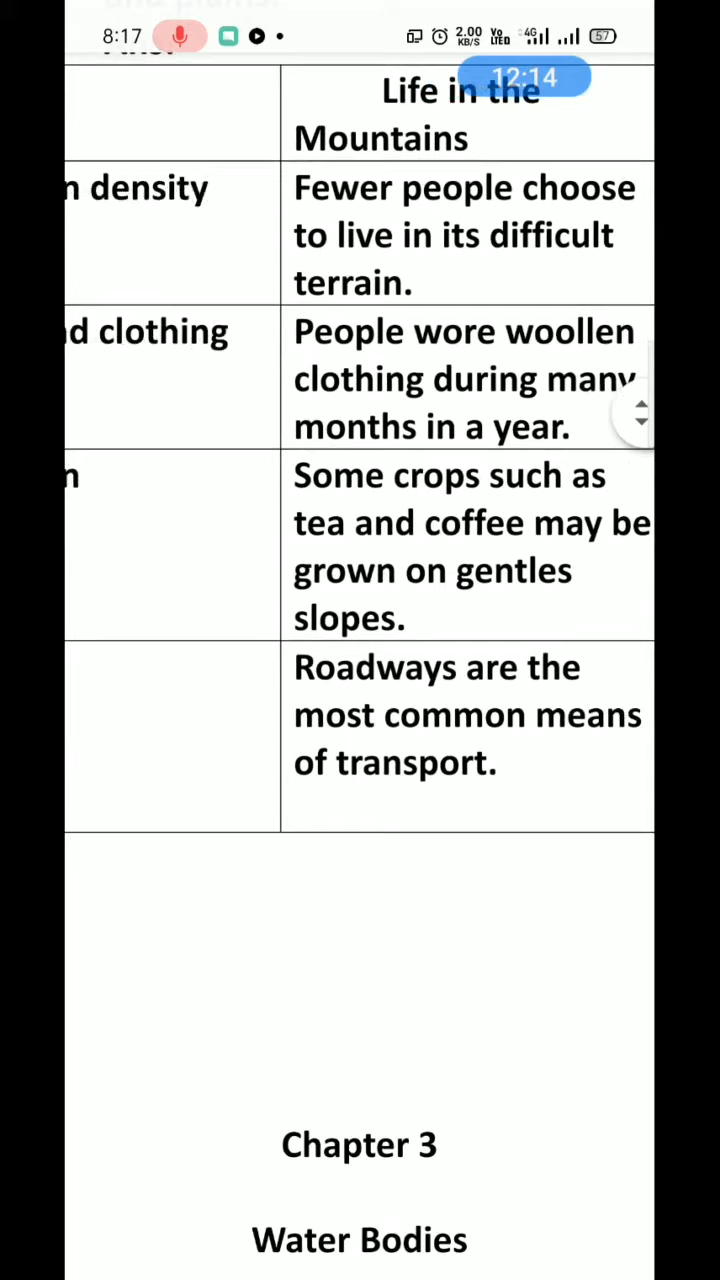 8:17 2.00 KB/S Vo LTED 4G 57
12:14
Life in the
Mountains
n density
Fewer people choose
to live in its difficult
terrain.
d clothing
People wore woollen
clothing during many
months in a year.
n
Some crops such as
tea and coffee may be
grown on gentles
slopes.
Roadways are the
most common means
of transport.
Chapter 3
Water Bodies